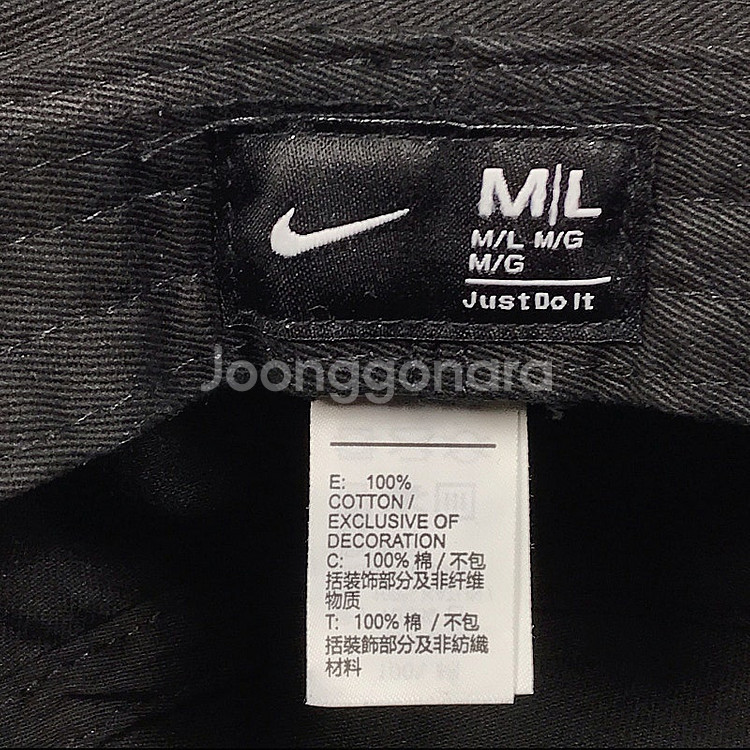 M|L
M/L M/G
M/G
Just Do It
Joonggonara
E: 100%
COTTON /
EXCLUSIVE OF
DECORATION
C: 100% 棉 / 不包
括装饰部分及非纤维
物质
T: 100% 棉 / 不包
括裝飾部分及非紡織
材料